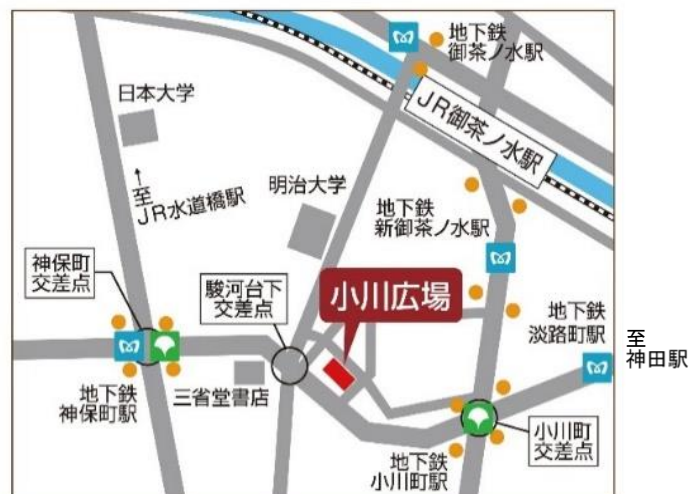 地下鉄
御茶ノ水駅
日本大学
JR御茶ノ水駅
↑至
JR水道橋駅
明治大学
地下鉄
新御茶ノ水駅
神保町
交差点
駿河台下
交差点
小川広場
地下鉄
淡路町駅
至
神田駅
三省堂書店
地下鉄
神保町駅
小川町
交差点
地下鉄
小川町駅